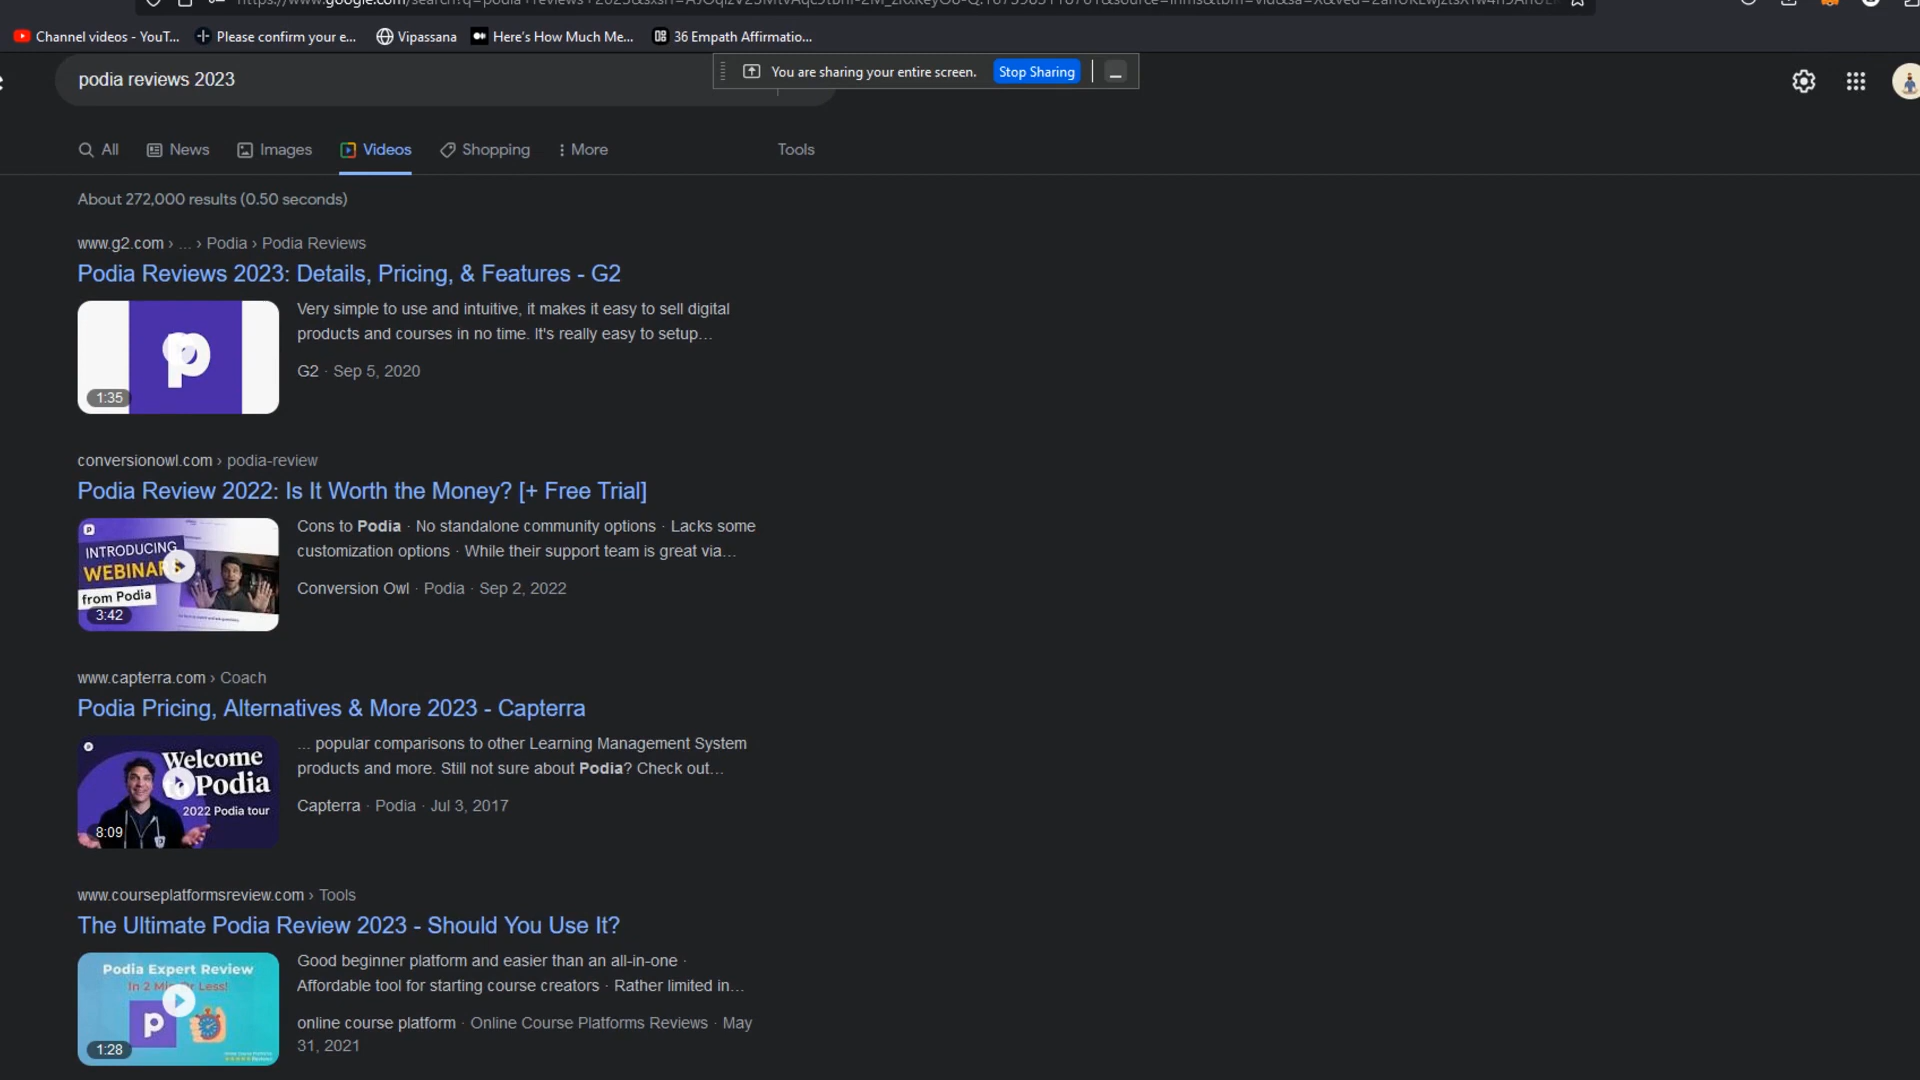 Channel videos - YouT...
Please confirm your e...
Vipassana
Here's How Much Me...
36 Empath Affirmatio...
podia reviews 2023
You are sharing your entire screen.
Stop Sharing
All
News
Images
Videos
Shopping
More
Tools
About 272,000 results (0.50 seconds)
www.g2.com › ... › Podia › Podia Reviews
Podia Reviews 2023: Details, Pricing, & Features - G2
Very simple to use and intuitive, it makes it easy to sell digital
products and courses in no time. It's really easy to setup...
1:35
G2 · Sep 5, 2020
conversionowl.com › podia-review
Podia Review 2022: Is It Worth the Money? [+ Free Trial]
INTRODUCING
WEBINARS
from Podia
3:42
Cons to Podia · No standalone community options · Lacks some
customization options · While their support team is great via...
Conversion Owl · Podia · Sep 2, 2022
www.capterra.com › Coach
Podia Pricing, Alternatives & More 2023 - Capterra
Welcome
to Podia
2022 Podia tour
8:09
... popular comparisons to other Learning Management System
products and more. Still not sure about Podia? Check out...
Capterra · Podia · Jul 3, 2017
www.courseplatformsreview.com › Tools
The Ultimate Podia Review 2023 - Should You Use It?
Podia Expert Review
In 2 Min Or Less!
1:28
Good beginner platform and easier than an all-in-one ·
Affordable tool for starting course creators · Rather limited in...
online course platform · Online Course Platforms Reviews · May
31, 2021